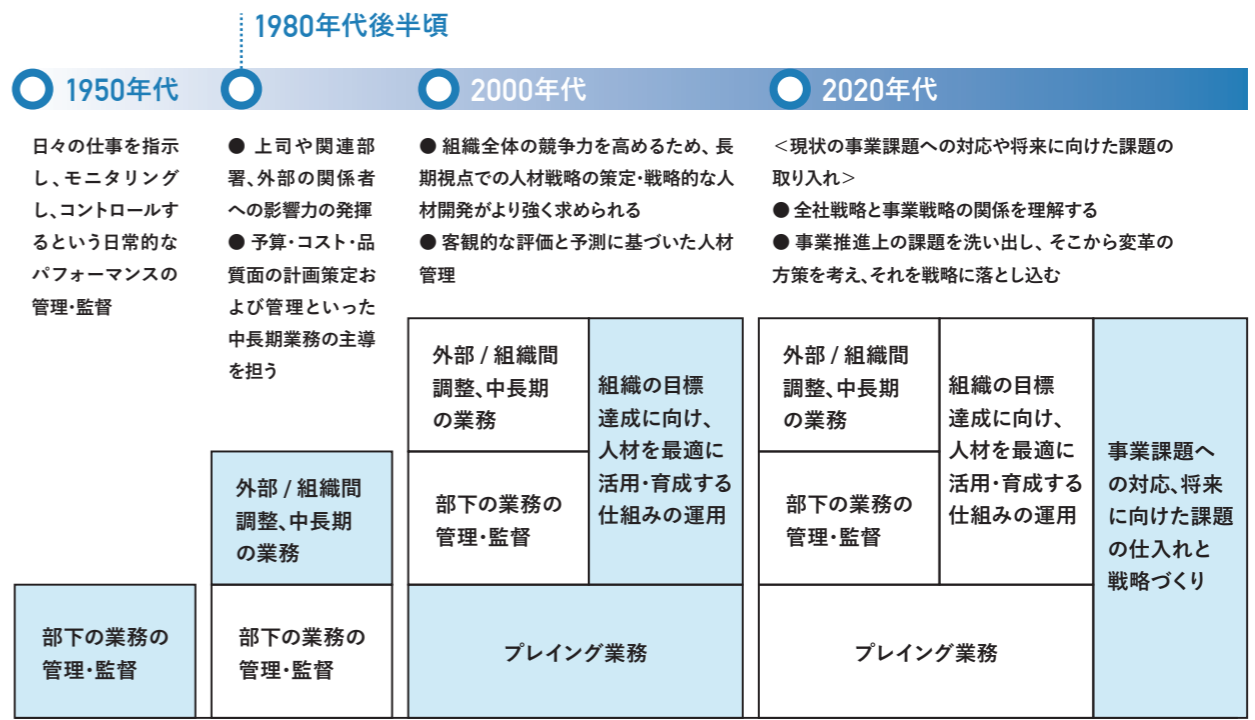 1980年代後半頃
1950年代
2000年代
2020年代
日々の仕事を指示
し、モニタリング
し、コントロールす
るという日常的な
パフォーマンスの
管理・監督
● 上司や関連部
署、外部の関係者
への影響力の発揮
● 予算・コスト・品
質面の計画策定お
よび管理といった
中長期業務の主導
を担う
● 組織全体の競争力を高めるため、長
期視点での人材戦略の策定・戦略的な人
材開発がより強く求められる
● 客観的な評価と予測に基づいた人材
管理
<現状の事業課題への対応や将来に向けた課題の
取り入れ>
● 全社戦略と事業戦略の関係を理解する
● 事業推進上の課題を洗い出し、そこから変革の
方策を考え、それを戦略に落とし込む
部下の業務の
管理・監督
外部 / 組織間
調整、中長期
の業務
部下の業務の
管理・監督
外部 / 組織間
調整、中長期
の業務
部下の業務の
管理・監督
組織の目標
達成に向け、
人材を最適に
活用・育成する
仕組みの運用
プレイング業務
外部 / 組織間
調整、中長期
の業務
部下の業務の
管理・監督
組織の目標
達成に向け、
人材を最適に
活用・育成する
仕組みの運用
プレイング業務
事業課題へ
の対応、将来
に向けた課題
の仕入れと
戦略づくり